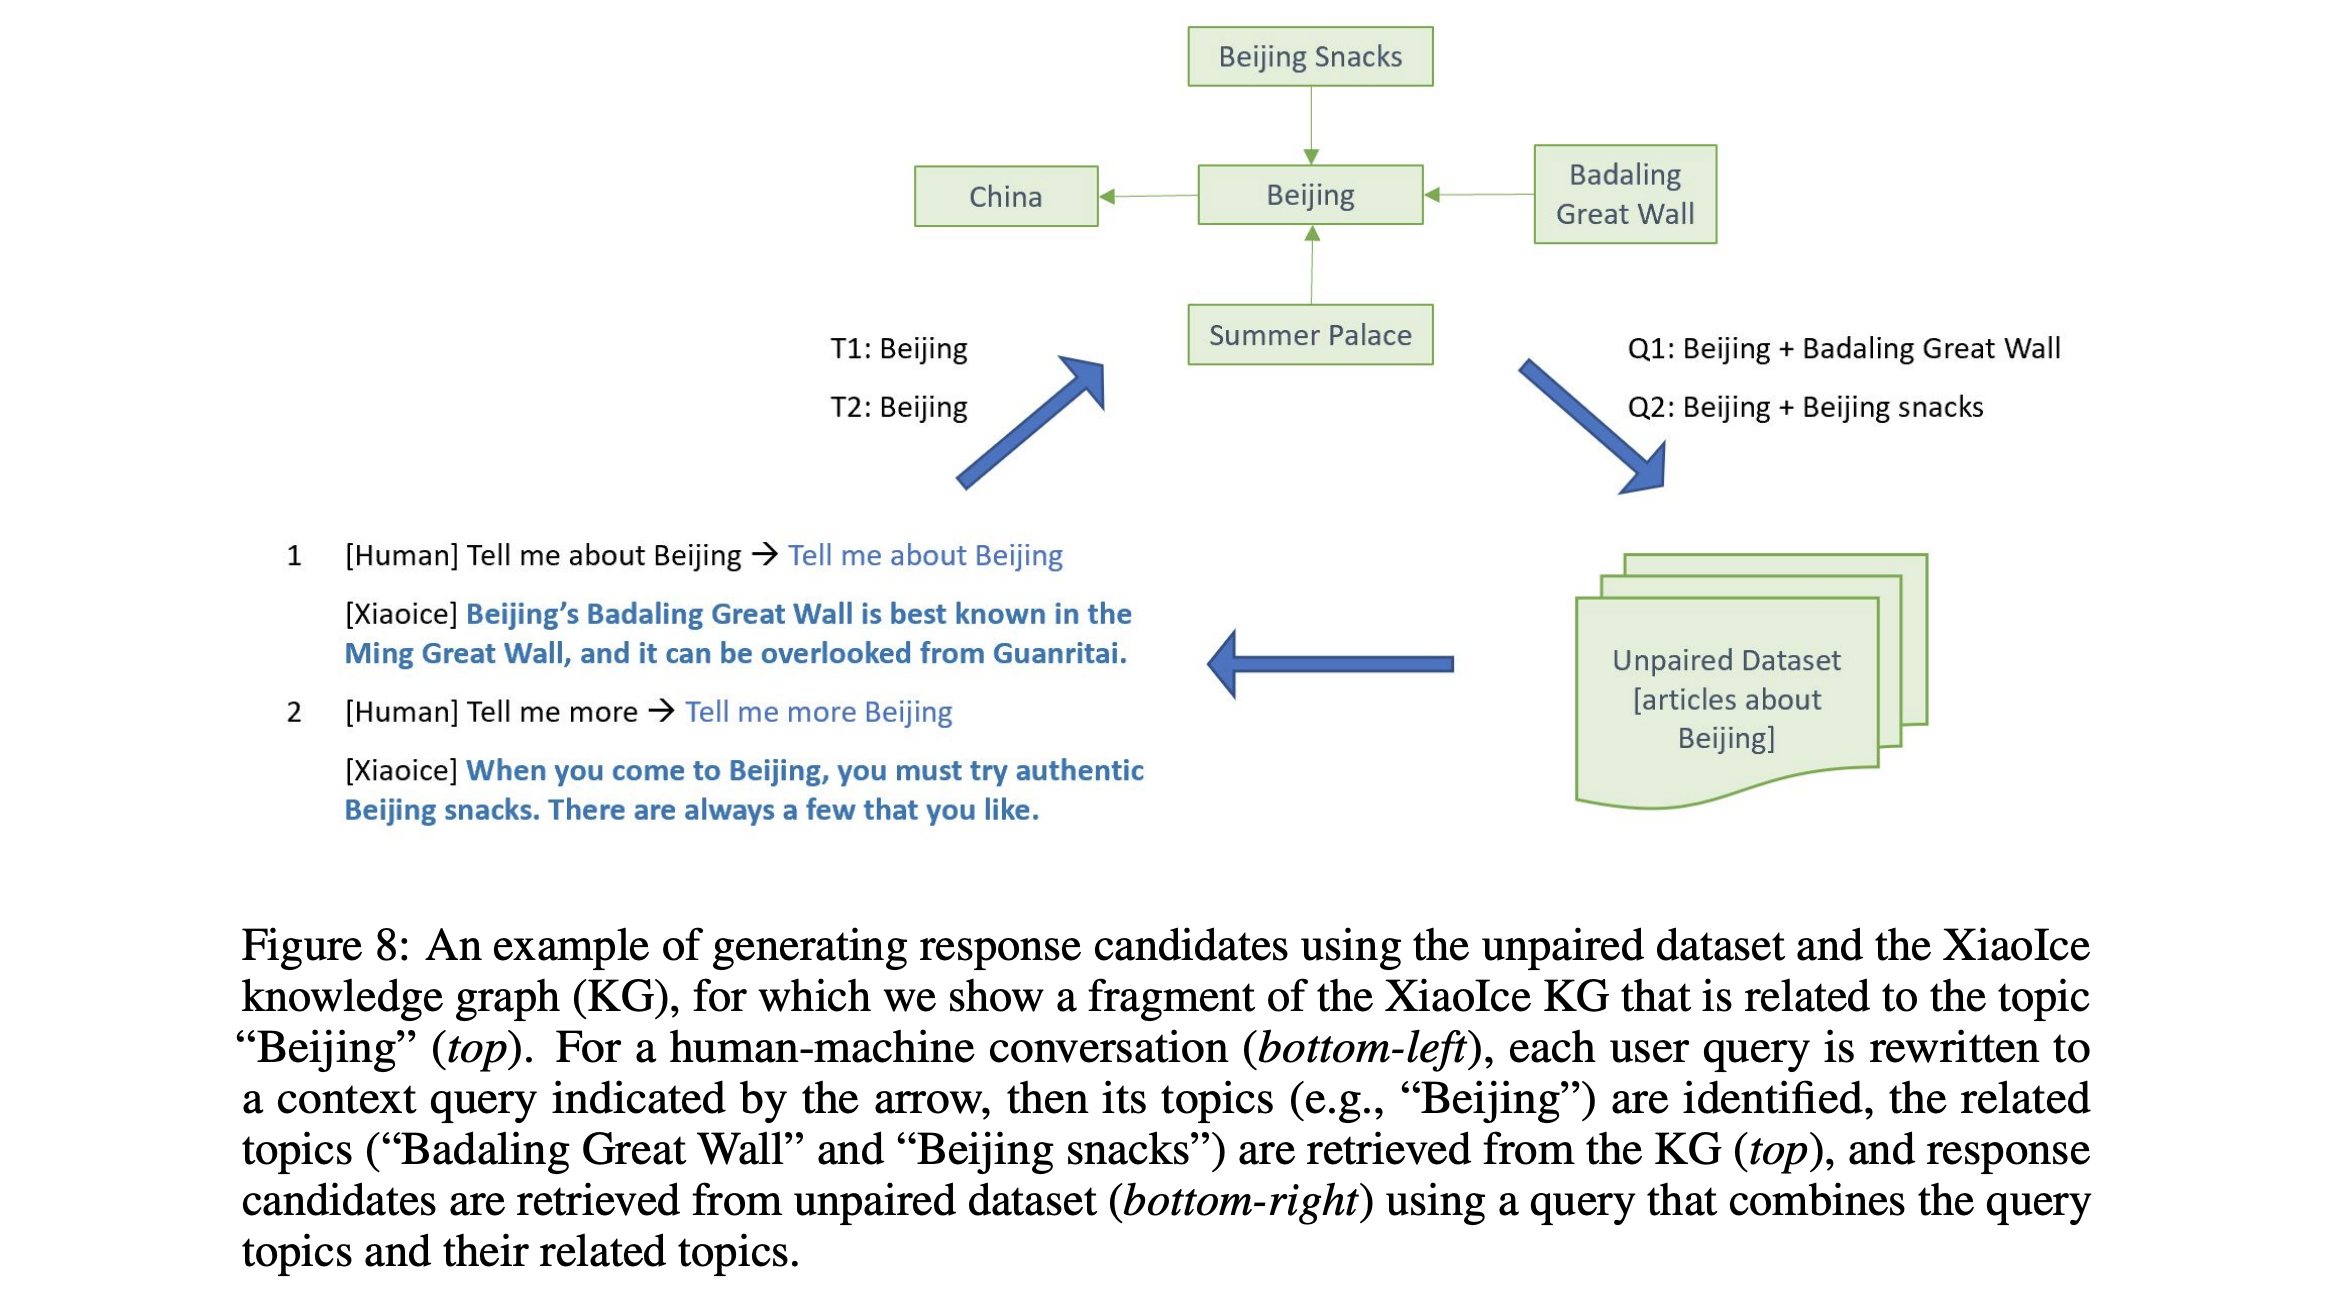 Beijing Snacks
China
Beijing
Badaling
Great Wall
Summer Palace
T1: Beijing
T2: Beijing
Q1: Beijing + Badaling Great Wall
Q2: Beijing + Beijing snacks
1 [Human] Tell me about Beijing → Tell me about Beijing
[Xiaoice] Beijing’s Badaling Great Wall is best known in the
Ming Great Wall, and it can be overlooked from Guanritai.
2 [Human] Tell me more → Tell me more Beijing
[Xiaoice] When you come to Beijing, you must try authentic
Beijing snacks. There are always a few that you like.
Unpaired Dataset
[articles about
Beijing]
Figure 8: An example of generating response candidates using the unpaired dataset and the XiaoIce
knowledge graph (KG), for which we show a fragment of the XiaoIce KG that is related to the topic
“Beijing” (top). For a human-machine conversation (bottom-left), each user query is rewritten to
a context query indicated by the arrow, then its topics (e.g., “Beijing”) are identified, the related
topics (“Badaling Great Wall” and “Beijing snacks”) are retrieved from the KG (top), and response
candidates are retrieved from unpaired dataset (bottom-right) using a query that combines the query
topics and their related topics.